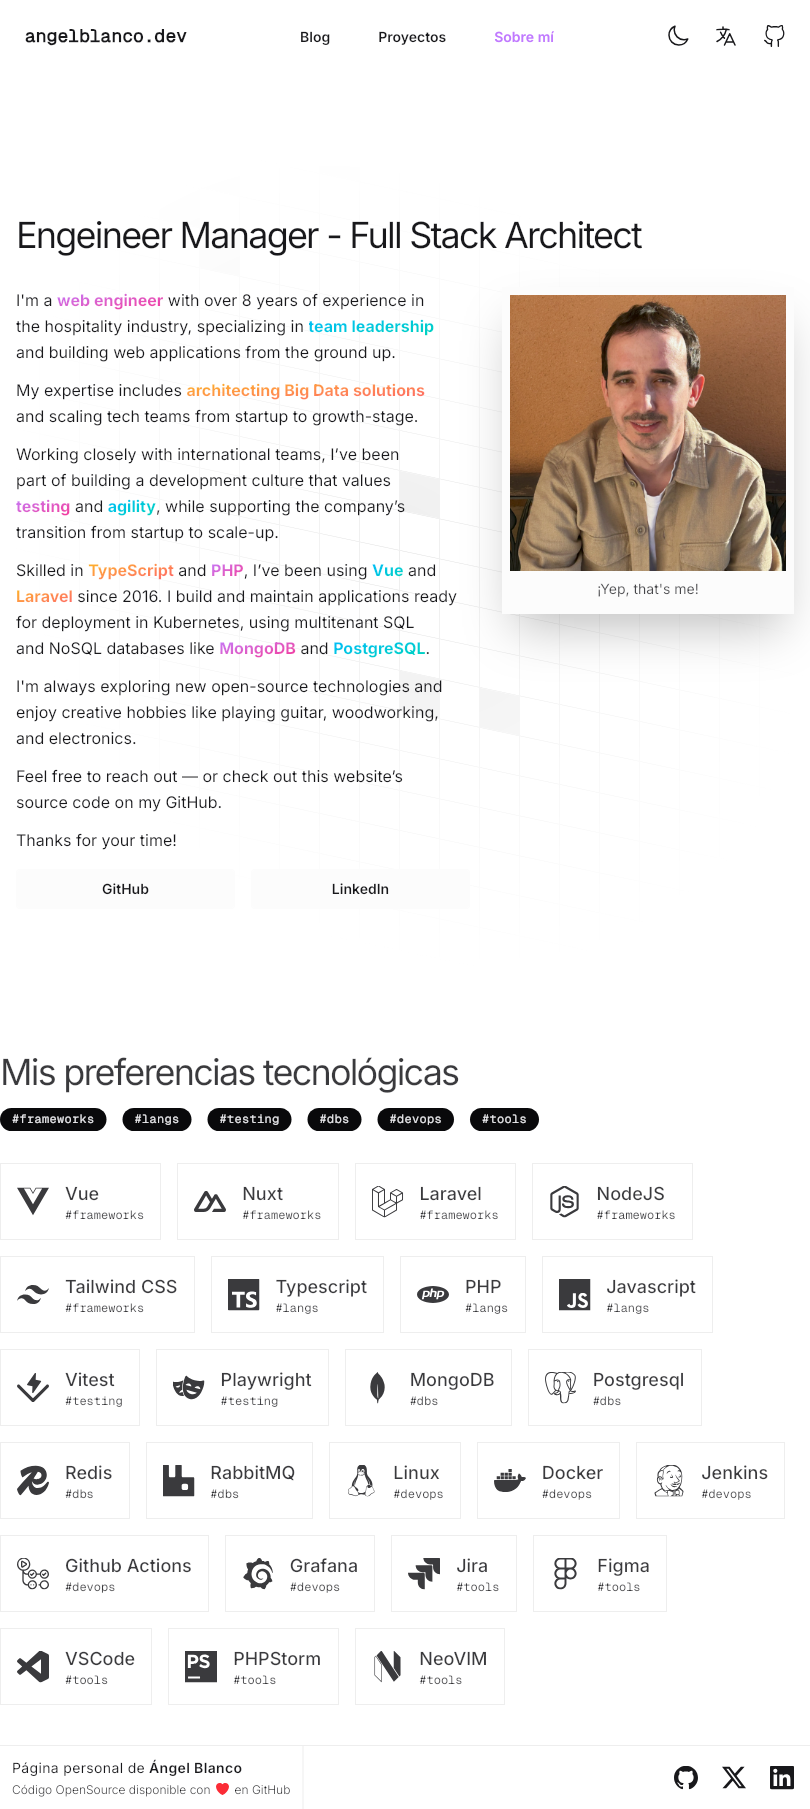 angelblanco.dev
Blog
Proyectos
Sobre mí
Engeineer Manager - Full Stack Architect
I'm a web engineer with over 8 years of experience in
the hospitality industry, specializing in team leadership
and building web applications from the ground up.
My expertise includes architecting Big Data solutions
and scaling tech teams from startup to growth-stage.
Working closely with international teams, I’ve been
part of building a development culture that values
testing and agility, while supporting the company’s
transition from startup to scale-up.
Skilled in TypeScript and PHP, I’ve been using Vue and
Laravel since 2016. I build and maintain applications ready
for deployment in Kubernetes, using multitenant SQL
and NoSQL databases like MongoDB and PostgreSQL.
I'm always exploring new open-source technologies and
enjoy creative hobbies like playing guitar, woodworking,
and electronics.
Feel free to reach out — or check out this website’s
source code on my GitHub.
Thanks for your time!
¡Yep, that's me!
GitHub
LinkedIn
Mis preferencias tecnológicas
#frameworks
#langs
#testing
#dbs
#devops
#tools
Vue
#frameworks
Nuxt
#frameworks
Laravel
#frameworks
JS
NodeJS
#frameworks
Tailwind CSS
#frameworks
TS
Typescript
#langs
php
PHP
#langs
JS
Javascript
#langs
Vitest
#testing
Playwright
#testing
MongoDB
#dbs
Postgresql
#dbs
Redis
#dbs
RabbitMQ
#dbs
Linux
#devops
Docker
#devops
Jenkins
#devops
Github Actions
#devops
Grafana
#devops
Jira
#tools
Figma
#tools
VSCode
#tools
PS
PHPStorm
#tools
NeoVIM
#tools
Página personal de Ángel Blanco
Código OpenSource disponible con ❤️ en GitHub
X
in